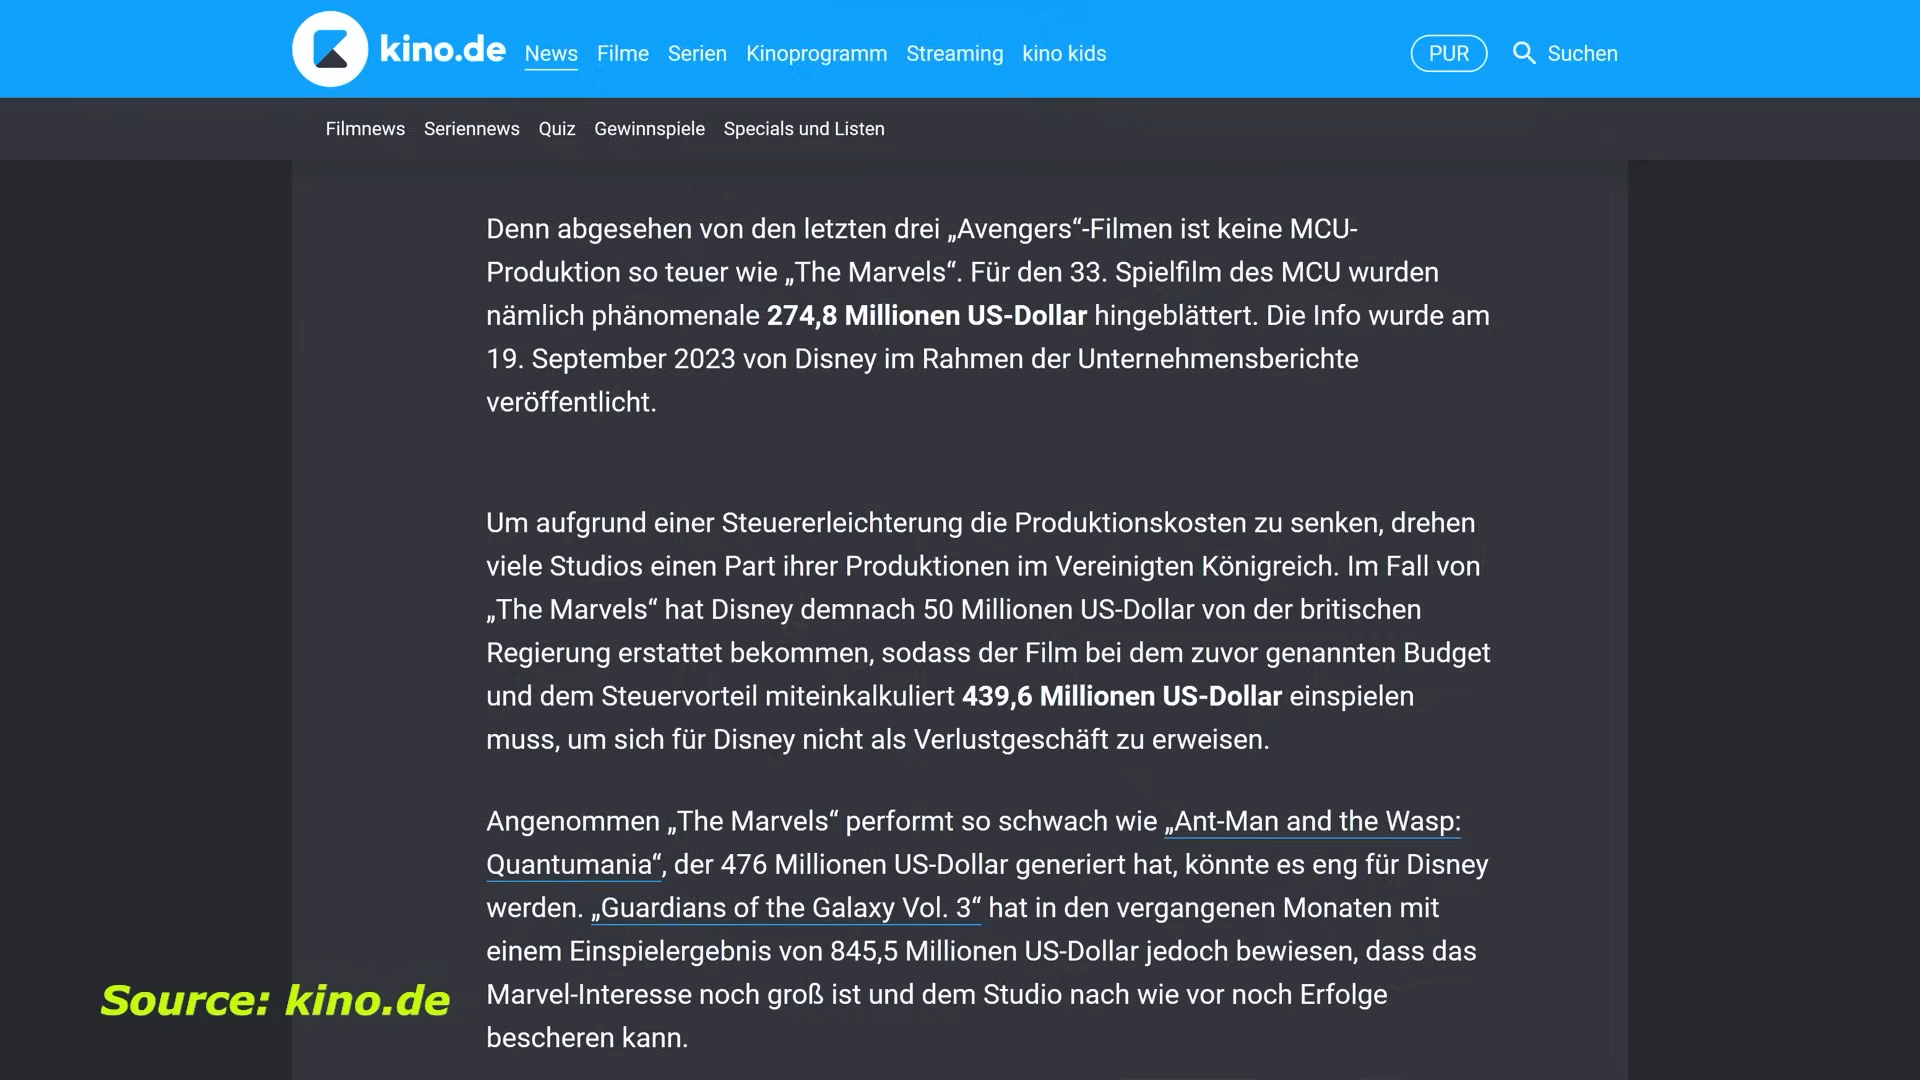 kino.de News Filme Serien Kinoprogramm Streaming kino kids PUR Suchen
Filmnews Seriennews Quiz Gewinnspiele Specials und Listen
Denn abgesehen von den letzten drei „Avengers“-Filmen ist keine MCU-
Produktion so teuer wie „The Marvels“. Für den 33. Spielfilm des MCU wurden
nämlich phänomenale 274,8 Millionen US-Dollar hingeblättert. Die Info wurde am
19. September 2023 von Disney im Rahmen der Unternehmensberichte
veröffentlicht.
Um aufgrund einer Steuererleichterung die Produktionskosten zu senken, drehen
viele Studios einen Part ihrer Produktionen im Vereinigten Königreich. Im Fall von
„The Marvels“ hat Disney demnach 50 Millionen US-Dollar von der britischen
Regierung erstattet bekommen, sodass der Film bei dem zuvor genannten Budget
und dem Steuervorteil miteinkalkuliert 439,6 Millionen US-Dollar einspielen
muss, um sich für Disney nicht als Verlustgeschäft zu erweisen.
Angenommen „The Marvels“ performt so schwach wie „Ant-Man and the Wasp:
Quantumania“, der 476 Millionen US-Dollar generiert hat, könnte es eng für Disney
werden. „Guardians of the Galaxy Vol. 3“ hat in den vergangenen Monaten mit
einem Einspielergebnis von 845,5 Millionen US-Dollar jedoch bewiesen, dass das
Marvel-Interesse noch groß ist und dem Studio nach wie vor noch Erfolge
bescheren kann.
Source: kino.de